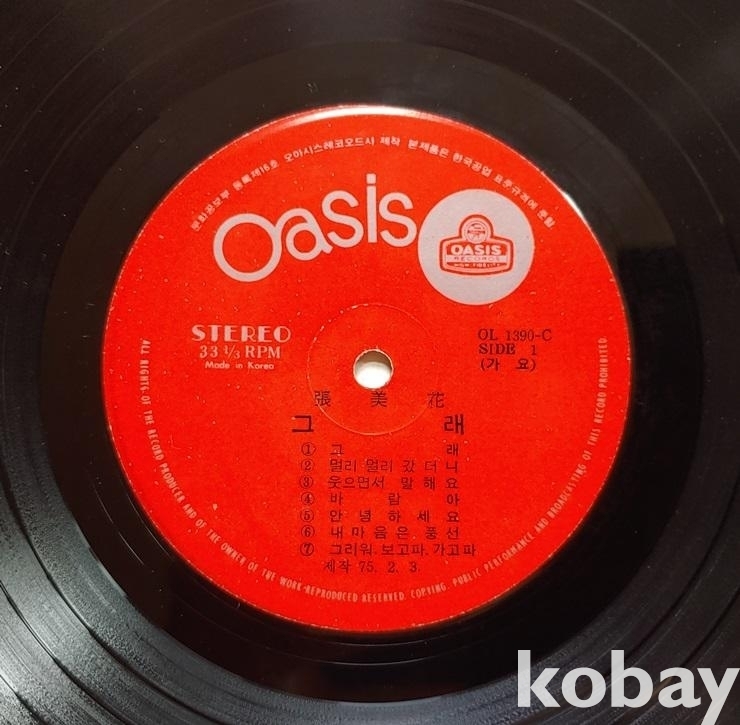 문화공보부 등록제16호 오아시스레코오드사 제작 본제품은 한국공업 표준규격에 준함
Oasis
OASIS
RECORDS
HIGH-FIDELITY
STEREO
33 1/3 RPM
Made in Korea
OL 1390-C
SIDE 1
(가 요)
張 美 花
그 래
① 그 래
② 멀리 멀리 갔 더 니
③ 웃으면서 말 해 요
④ 바 람 아
⑤ 안 녕 하 세 요
⑥ 내 마 음 은 풍 선
⑦ 그리워.보고파.가고파
제작 75. 2. 3.
ALL RIGHTS-OF THE RECORD PRODUCER AND OF THE OWNER OF THE WORK-REPRODUCED RESERVED. COPYING. PUBLIC PERFORMANCE AND BROADCASTING OF THIS RECORD PROHIBITED
kobay